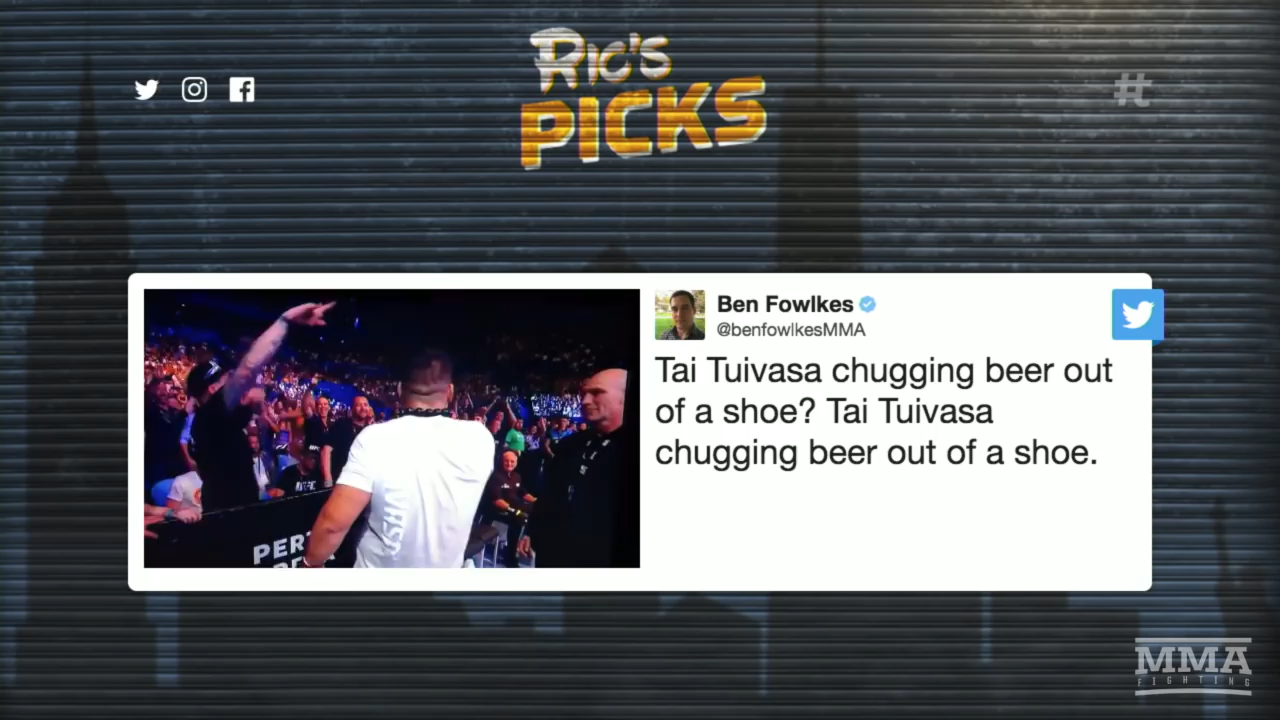 RIC'S
PICKS
#
Ben Fowlkes
@benfowlkesMMA
Tai Tuivasa chugging beer out
of a shoe? Tai Tuivasa
chugging beer out of a shoe.
PER
MMA
FIGHTING